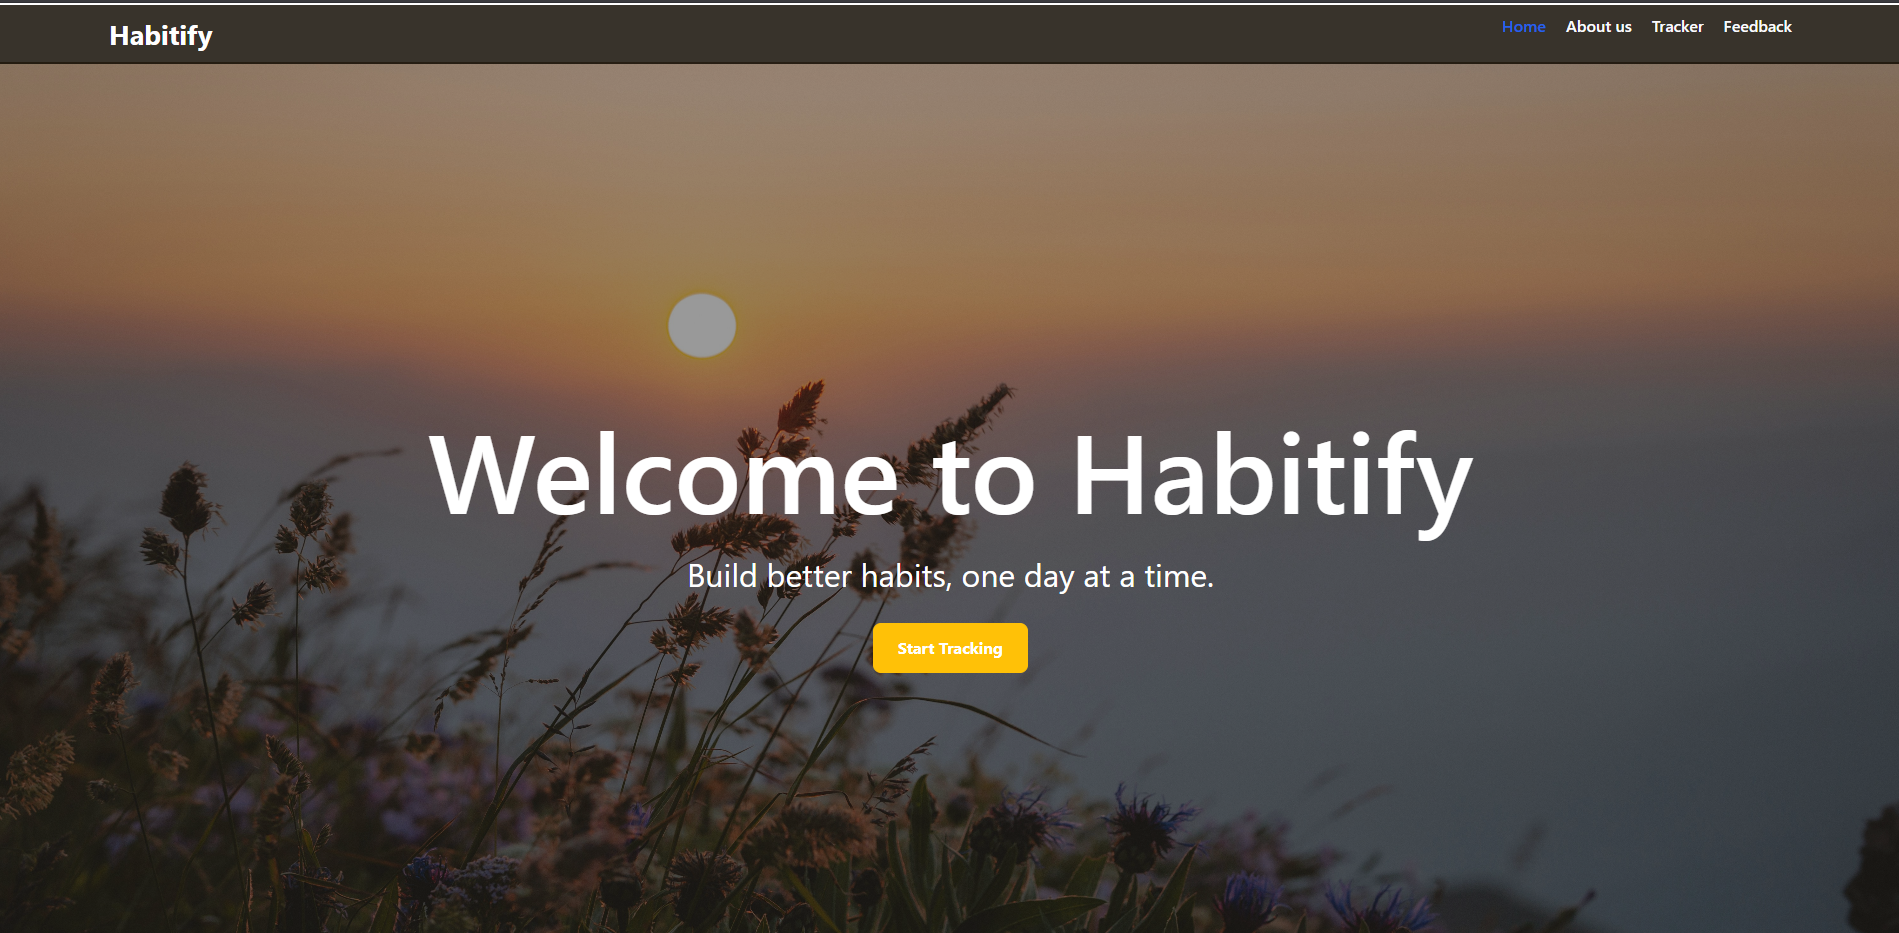 Habitify
Home About us Tracker Feedback
Welcome to Habitify
Build better habits, one day at a time.
Start Tracking